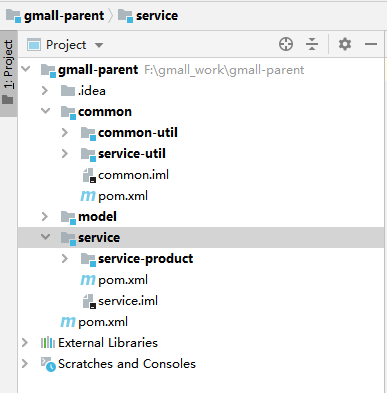 gmall-parent service
1: Project
Project
gmall-parent F:\gmall_work\gmall-parent
.idea
common
common-util
service-util
common.iml
m pom.xml
model
service
service-product
m pom.xml
service.iml
m pom.xml
External Libraries
Scratches and Consoles